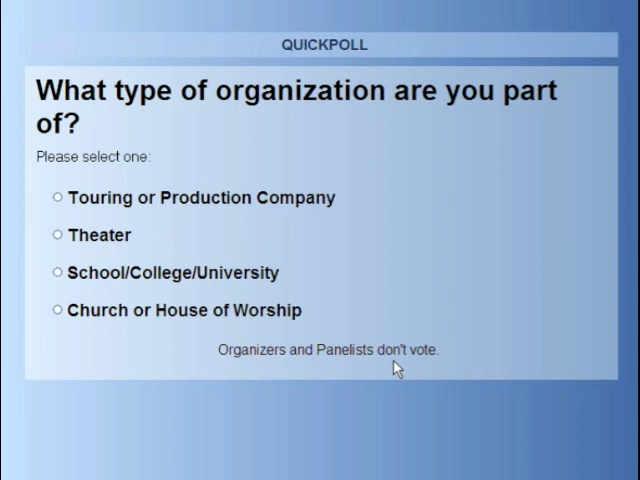 QUICKPOLL
What type of organization are you part
of?
Please select one:
Touring or Production Company
Theater
School/College/University
Church or House of Worship
Organizers and Panelists don't vote.